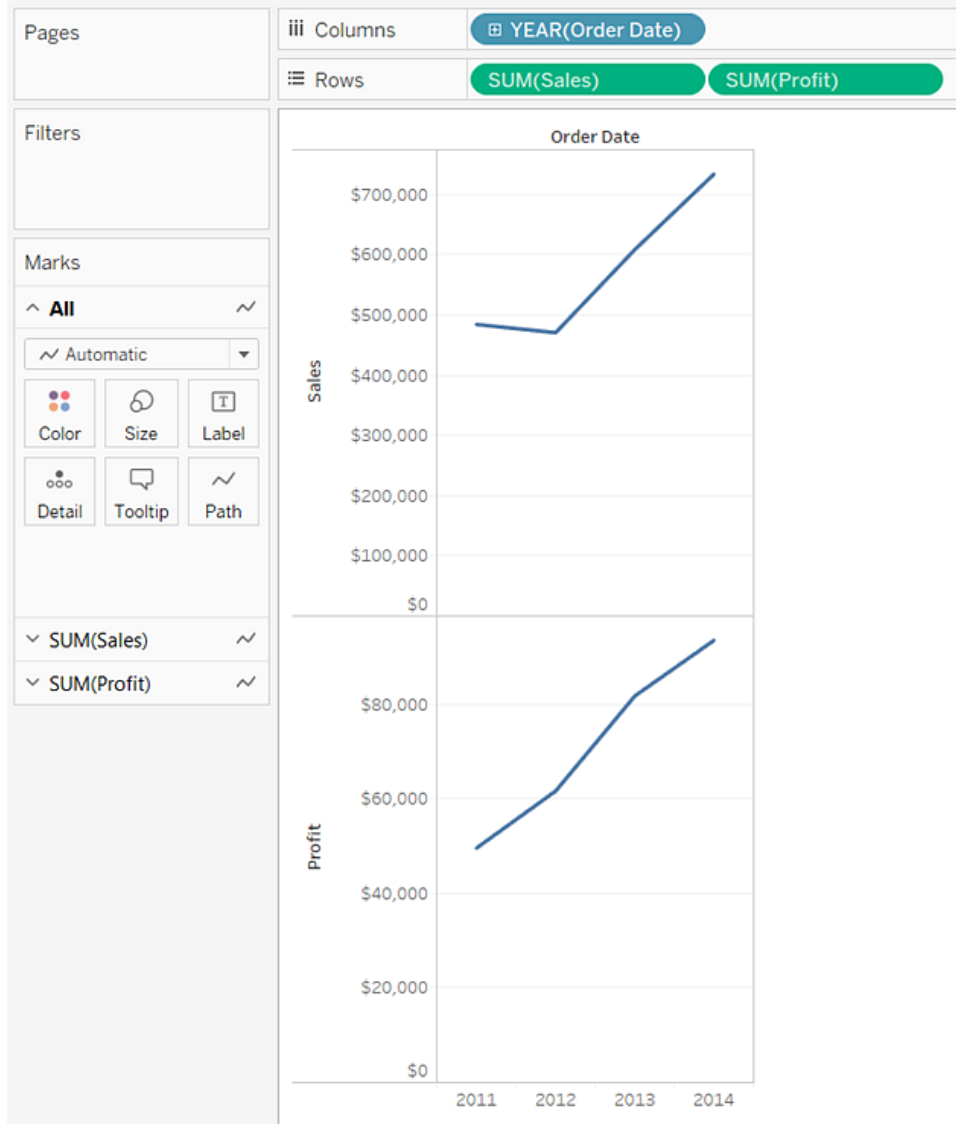 Pages
Columns
YEAR(Order Date)
Rows
SUM(Sales)
SUM(Profit)
Filters
Marks
All
Automatic
Color
Size
Label
Detail
Tooltip
Path
SUM(Sales)
SUM(Profit)
Order Date
Sales
$700,000
$600,000
$500,000
$400,000
$300,000
$200,000
$100,000
$0
Profit
$80,000
$60,000
$40,000
$20,000
$0
2011 2012 2013 2014